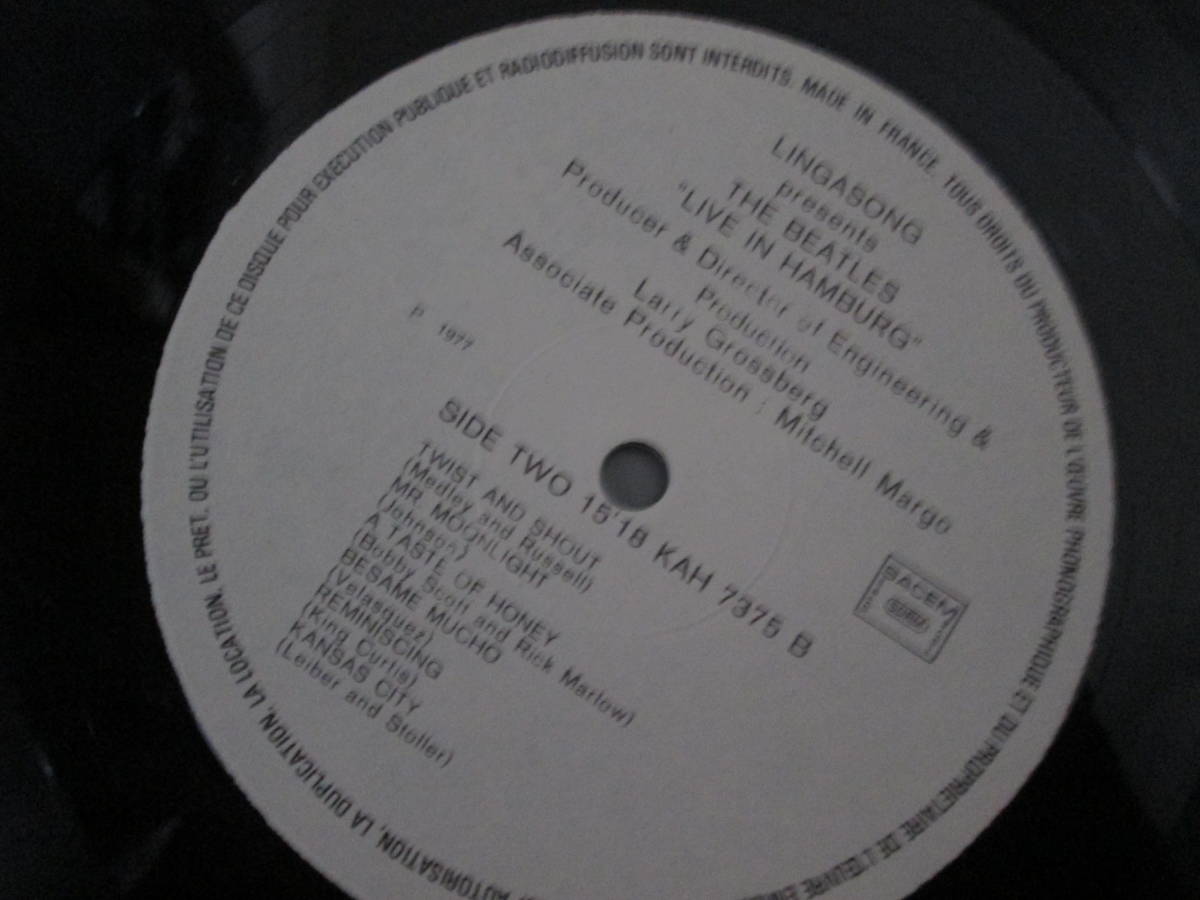 LINGASONG
presents
THE BEATLES
"LIVE IN HAMBURG"
Producer & Director of Engineering &
Production
Larry Grossberg
Associate Production : Mitchell Margo
P 1977
SIDE TWO 15'18 KAH 7375 B
TWIST AND SHOUT
(Medley and Russell)
MR MOONLIGHT
(Johnson)
A TASTE OF HONEY
(Bobby Scott and Rick Marlow)
BESAME MUCHO
(Velasquez)
REMINISCING
(King Curtis)
KANSAS CITY
(Leiber and Stoller)
SACEM
MADE IN FRANCE. TOUS DROITS DU PRODUCTEUR DE L'ŒUVRE PHONOGRAPHIQUE ET DU PROPRIETAIRE DE L'ŒUVRE
AUTORISATION, LA DUPLICATION, LA LOCATION, LE PRET, OU L'UTILISATION DE CE DISQUE POUR EXECUTION PUBLIQUE ET RADIODIFFUSION SONT INTERDITS.